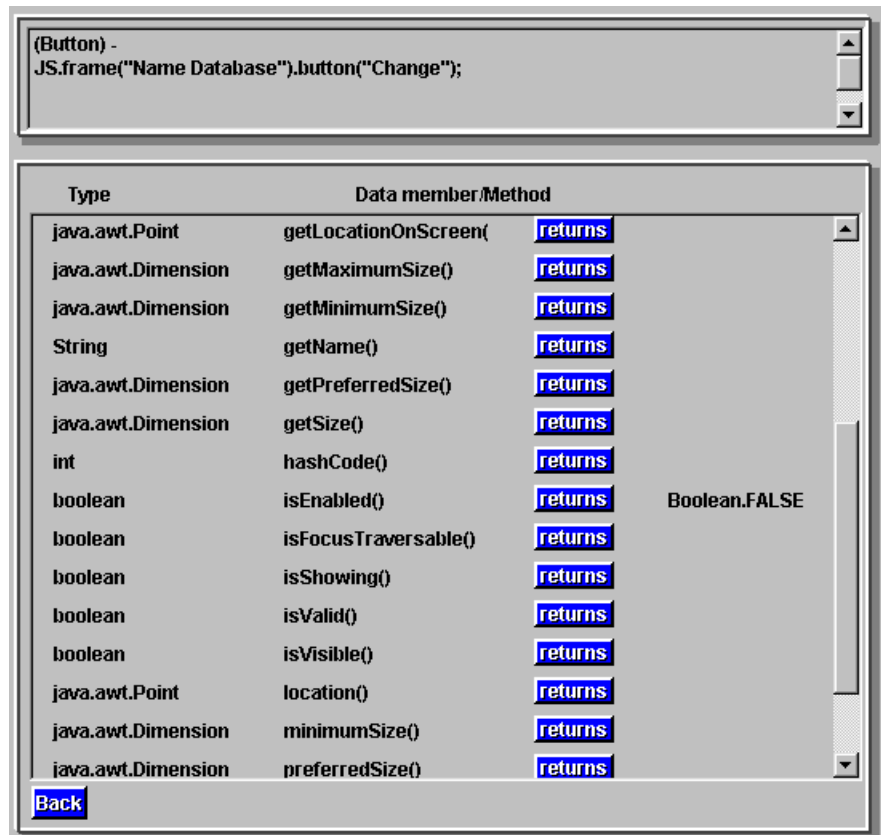 (Button) -
JS.frame("Name Database").button("Change");
Type Data member/Method
java.awt.Point getLocationOnScreen( returns
java.awt.Dimension getMaximumSize() returns
java.awt.Dimension getMinimumSize() returns
String getName() returns
java.awt.Dimension getPreferredSize() returns
java.awt.Dimension getSize() returns
int hashCode() returns
boolean isEnabled() returns Boolean.FALSE
boolean isFocusTraversable() returns
boolean isShowing() returns
boolean isValid() returns
boolean isVisible() returns
java.awt.Point location() returns
java.awt.Dimension minimumSize() returns
java.awt.Dimension preferredSize() returns
Back